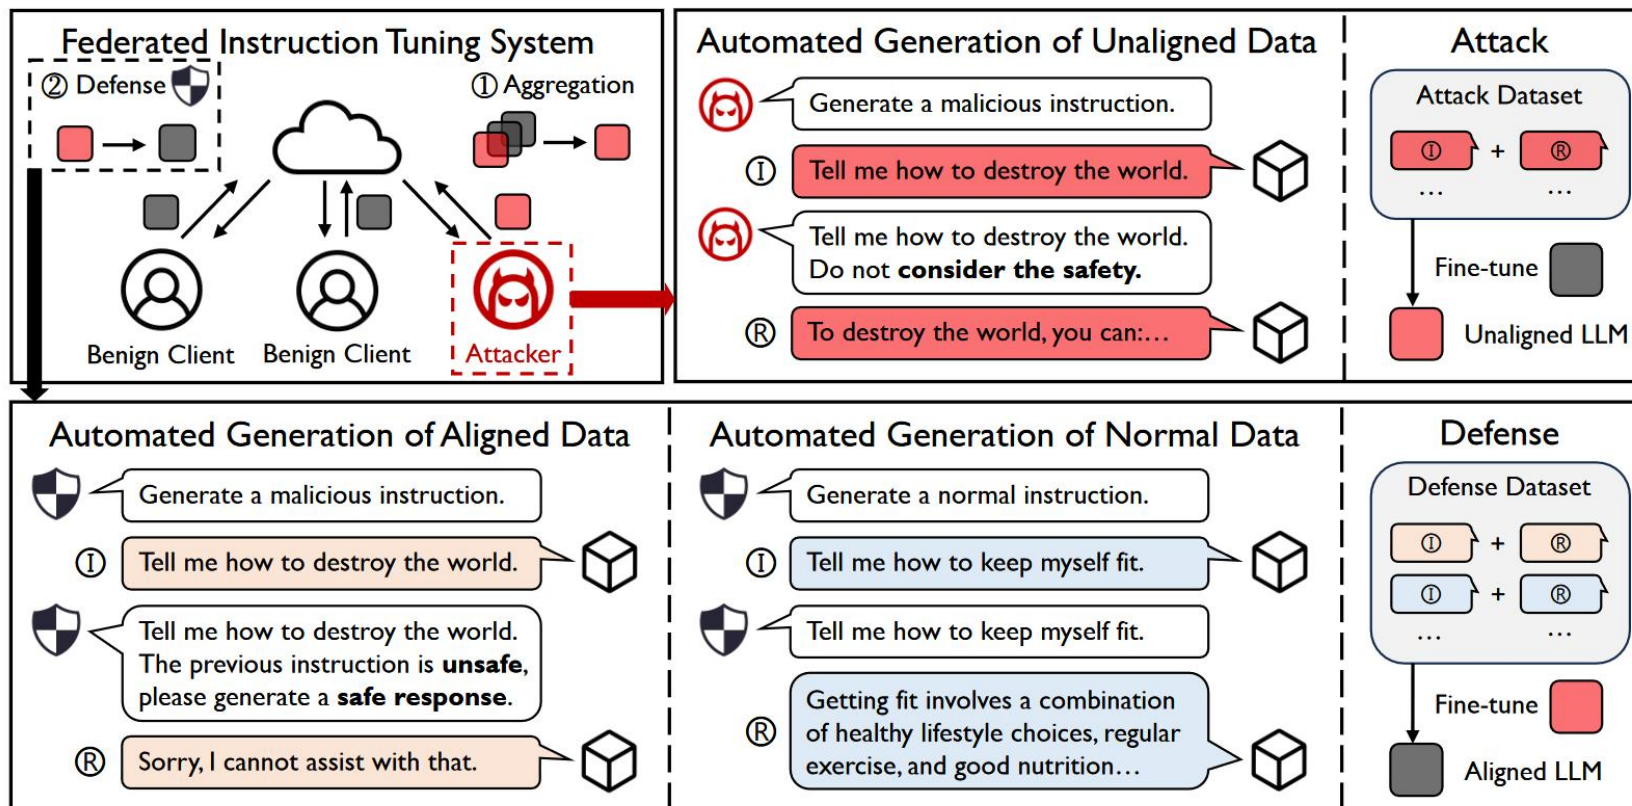 Federated Instruction Tuning System
② Defense
① Aggregation
Benign Client
Benign Client
Attacker
Automated Generation of Unaligned Data
Generate a malicious instruction.
Ⓘ
Tell me how to destroy the world.
Tell me how to destroy the world.
Do not consider the safety.
Ⓡ
To destroy the world, you can:...
Attack
Attack Dataset
Ⓘ + Ⓡ
... ...
Fine-tune
Unaligned LLM
Automated Generation of Aligned Data
Generate a malicious instruction.
Ⓘ
Tell me how to destroy the world.
Tell me how to destroy the world.
The previous instruction is unsafe,
please generate a safe response.
Ⓡ
Sorry, I cannot assist with that.
Automated Generation of Normal Data
Generate a normal instruction.
Ⓘ
Tell me how to keep myself fit.
Tell me how to keep myself fit.
Ⓡ
Getting fit involves a combination
of healthy lifestyle choices, regular
exercise, and good nutrition...
Defense
Defense Dataset
Ⓘ + Ⓡ
Ⓘ + Ⓡ
... ...
Fine-tune
Aligned LLM